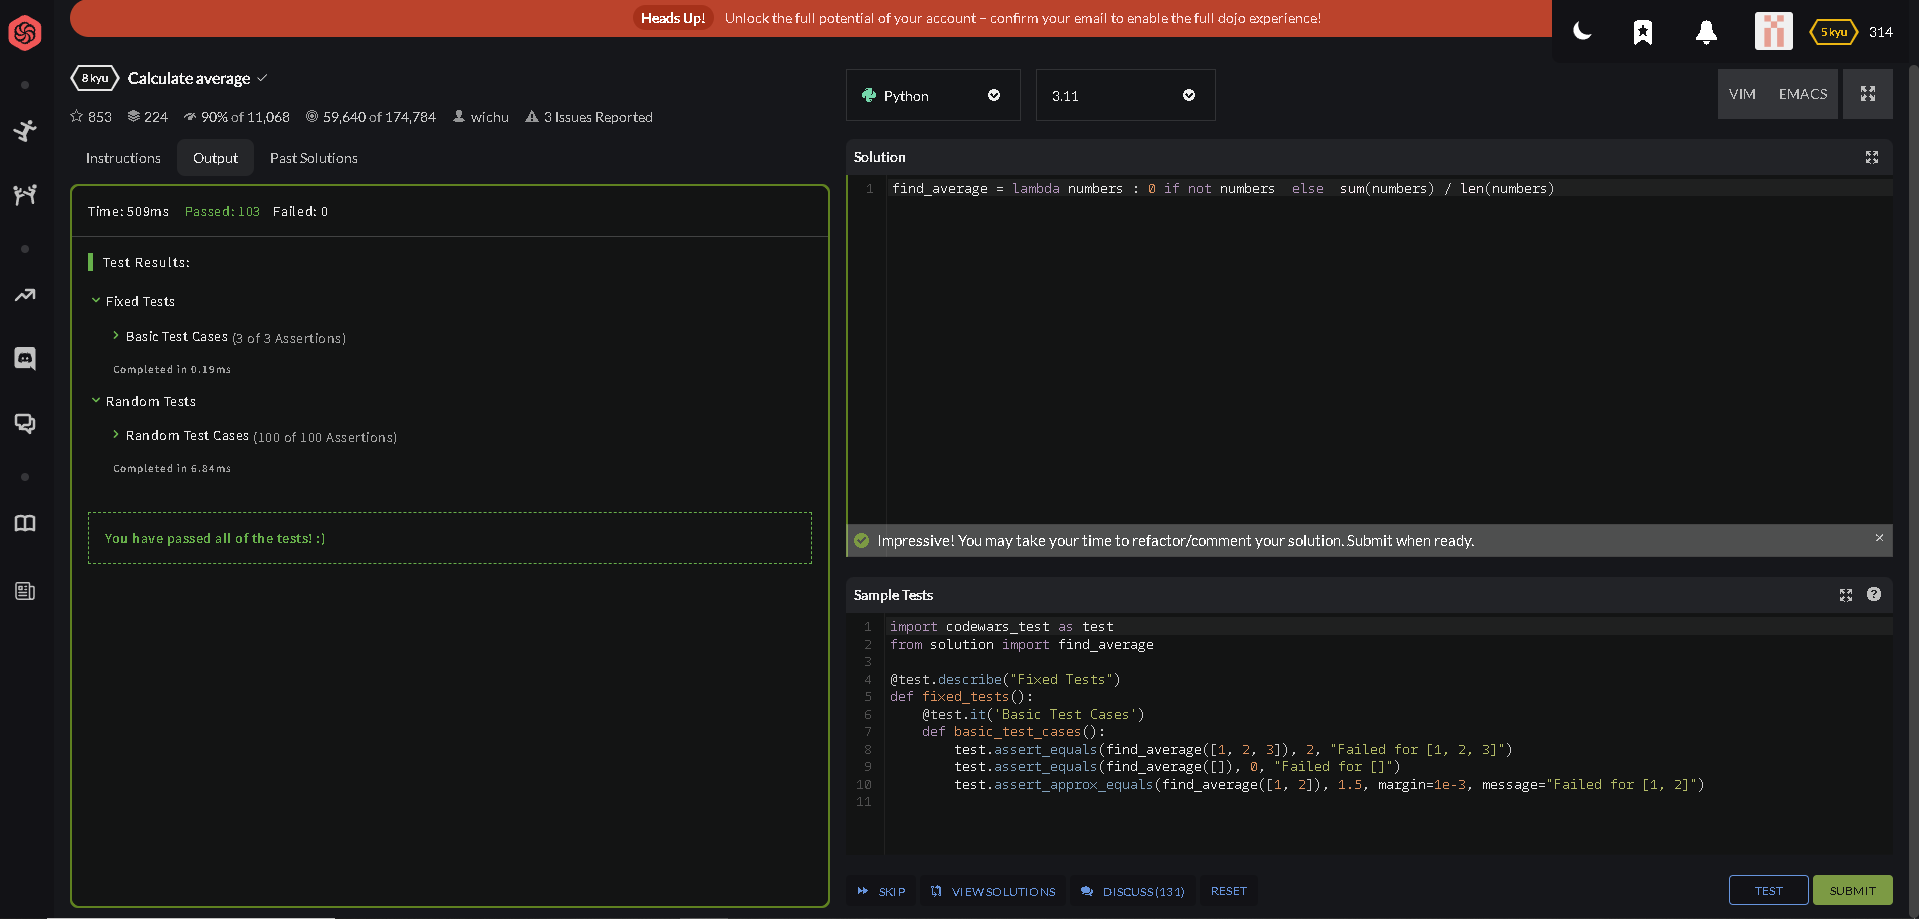 Heads Up! Unlock the full potential of your account – confirm your email to enable the full dojo experience!
5 kyu 314
8 kyu Calculate average
853 224 90% of 11,068 59,640 of 174,784 wichu 3 Issues Reported
Instructions Output Past Solutions
Time: 509ms Passed: 103 Failed: 0
Test Results:
Fixed Tests
Basic Test Cases (3 of 3 Assertions)
Completed in 0.19ms
Random Tests
Random Test Cases (100 of 100 Assertions)
Completed in 6.84ms
You have passed all of the tests! :)
Python 3.11 VIM EMACS
Solution
1 find_average = lambda numbers : 0 if not numbers  else  sum(numbers) / len(numbers)
Impressive! You may take your time to refactor/comment your solution. Submit when ready.
Sample Tests
1 import codewars_test as test
2 from solution import find_average
3
4 @test.describe("Fixed Tests")
5 def fixed_tests():
6     @test.it('Basic Test Cases')
7     def basic_test_cases():
8         test.assert_equals(find_average([1, 2, 3]), 2, "Failed for [1, 2, 3]")
9         test.assert_equals(find_average([]), 0, "Failed for []")
10         test.assert_approx_equals(find_average([1, 2]), 1.5, margin=1e-3, message="Failed for [1, 2]")
11
SKIP VIEW SOLUTIONS DISCUSS (131) RESET TEST SUBMIT